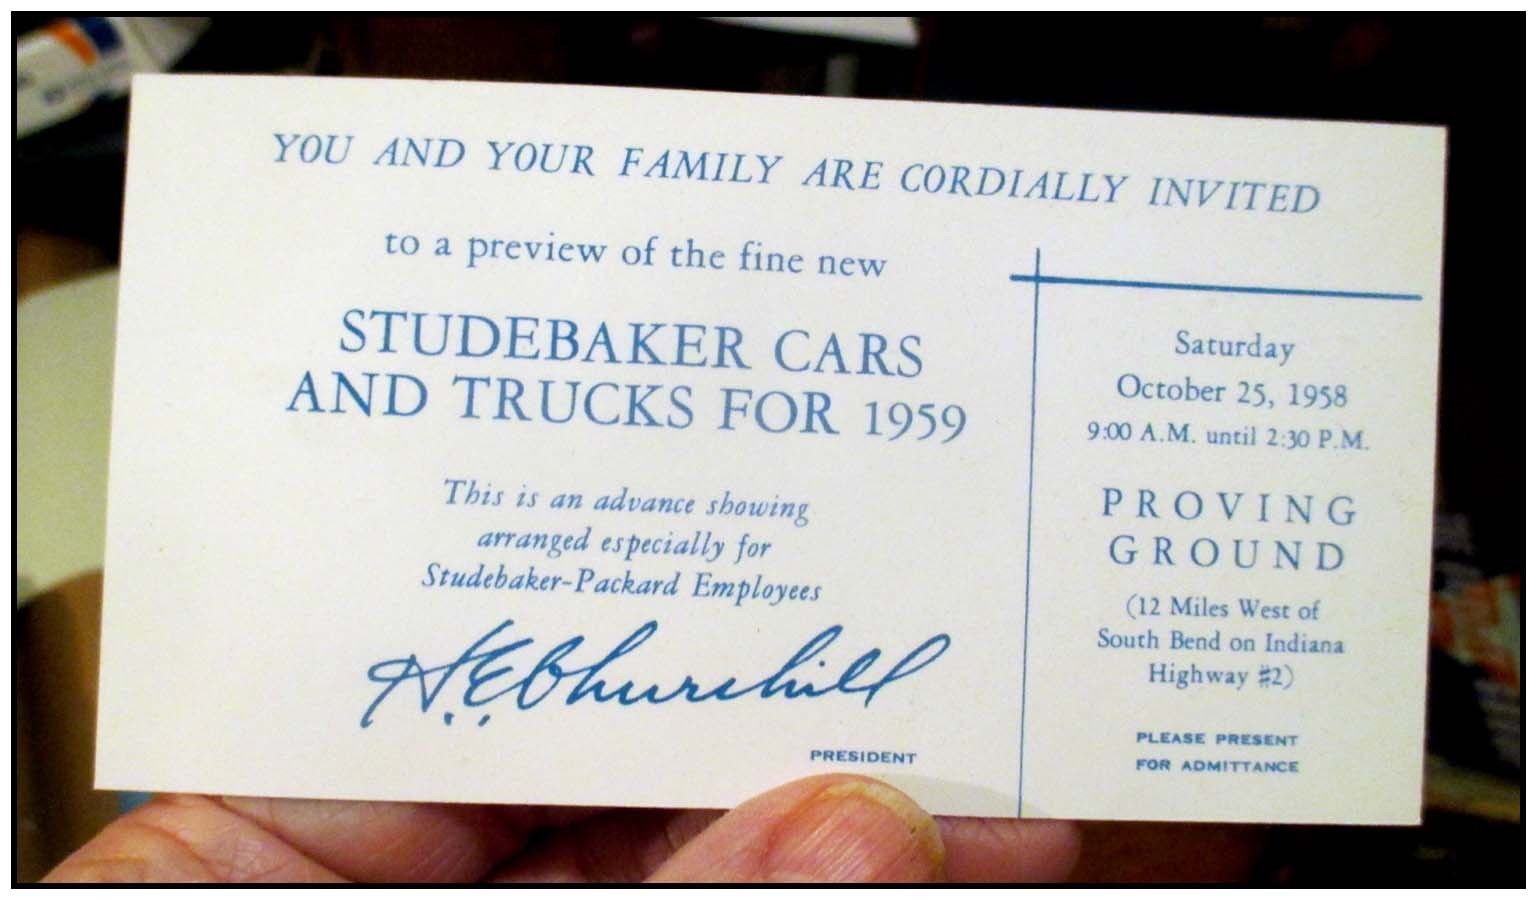 YOU AND YOUR FAMILY ARE CORDIALLY INVITED
to a preview of the fine new
STUDEBAKER CARS
AND TRUCKS FOR 1959
This is an advance showing
arranged especially for
Studebaker-Packard Employees
H.E. Churchill
PRESIDENT
Saturday
October 25, 1958
9:00 A.M. until 2:30 P.M.
PROVING
GROUND
(12 Miles West of
South Bend on Indiana
Highway #2)
PLEASE PRESENT
FOR ADMITTANCE